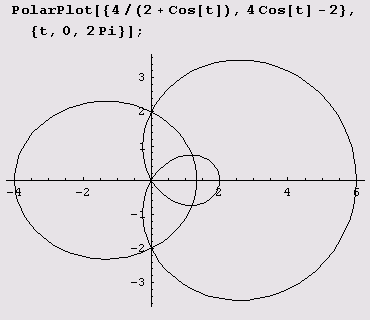 PolarPlot[{4/(2 + Cos[t]), 4 Cos[t] - 2},
{t, 0, 2 Pi}];
3
2
1
-4 -2 2 4 6
-1
-2
-3